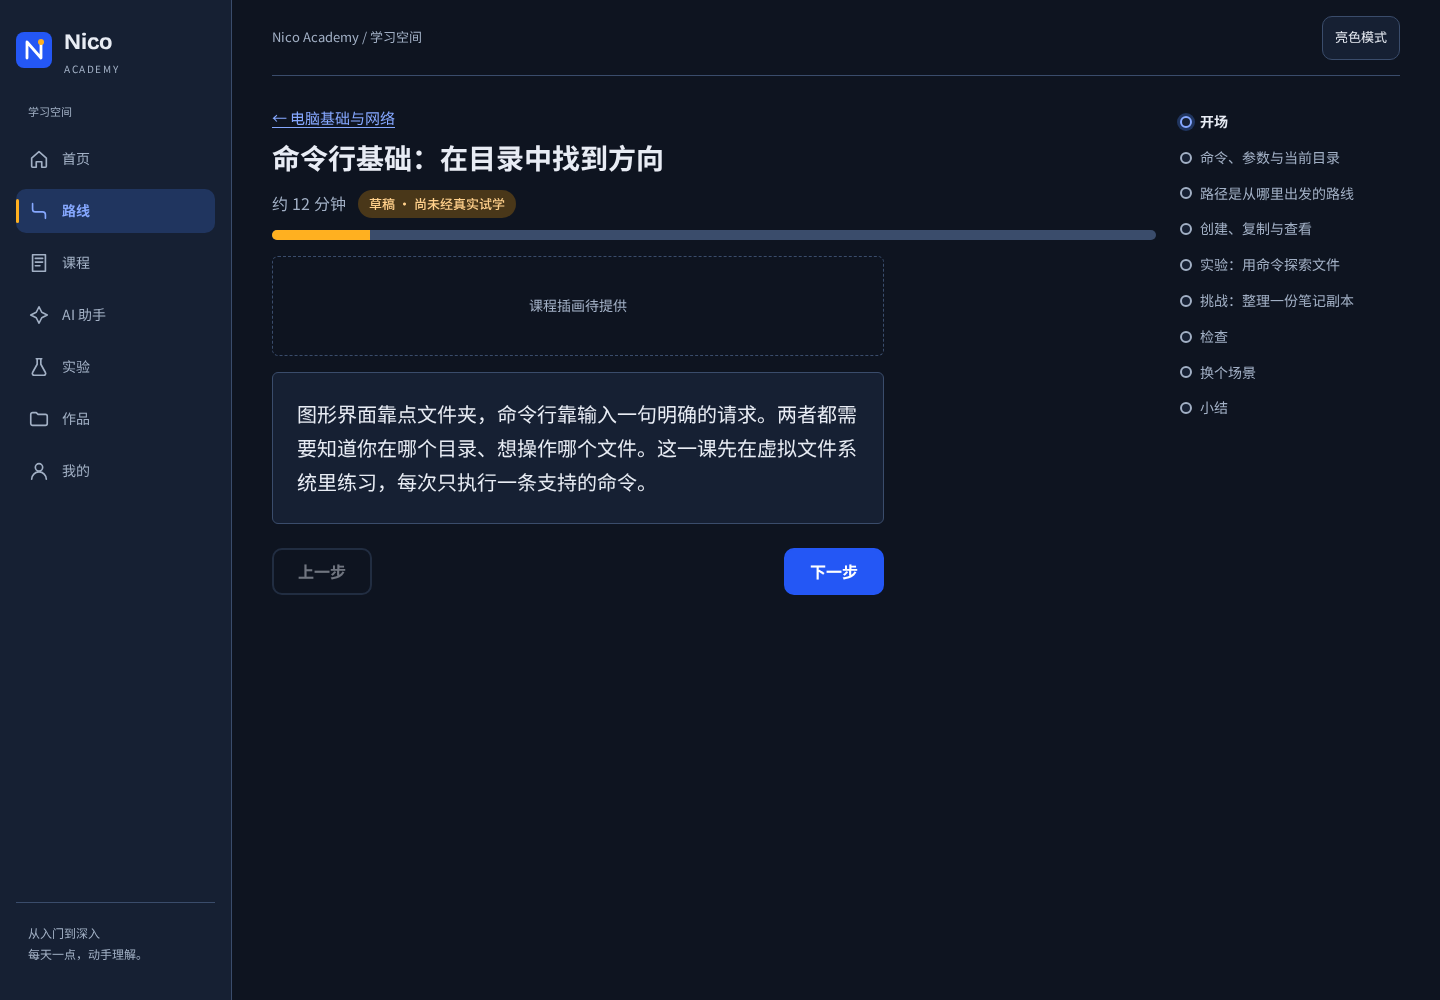 Nico
ACADEMY
学习空间
首页
路线
课程
AI 助手
实验
作品
我的
从入门到深入
每天一点，动手理解。
Nico Academy / 学习空间
亮色模式
← 电脑基础与网络
命令行基础：在目录中找到方向
约 12 分钟
草稿 · 尚未经真实试学
课程插画待提供
图形界面靠点文件夹，命令行靠输入一句明确的请求。两者都需
要知道你在哪个目录、想操作哪个文件。这一课先在虚拟文件系
统里练习，每次只执行一条支持的命令。
上一步
下一步
开场
命令、参数与当前目录
路径是从哪里出发的路线
创建、复制与查看
实验：用命令探索文件
挑战：整理一份笔记副本
检查
换个场景
小结